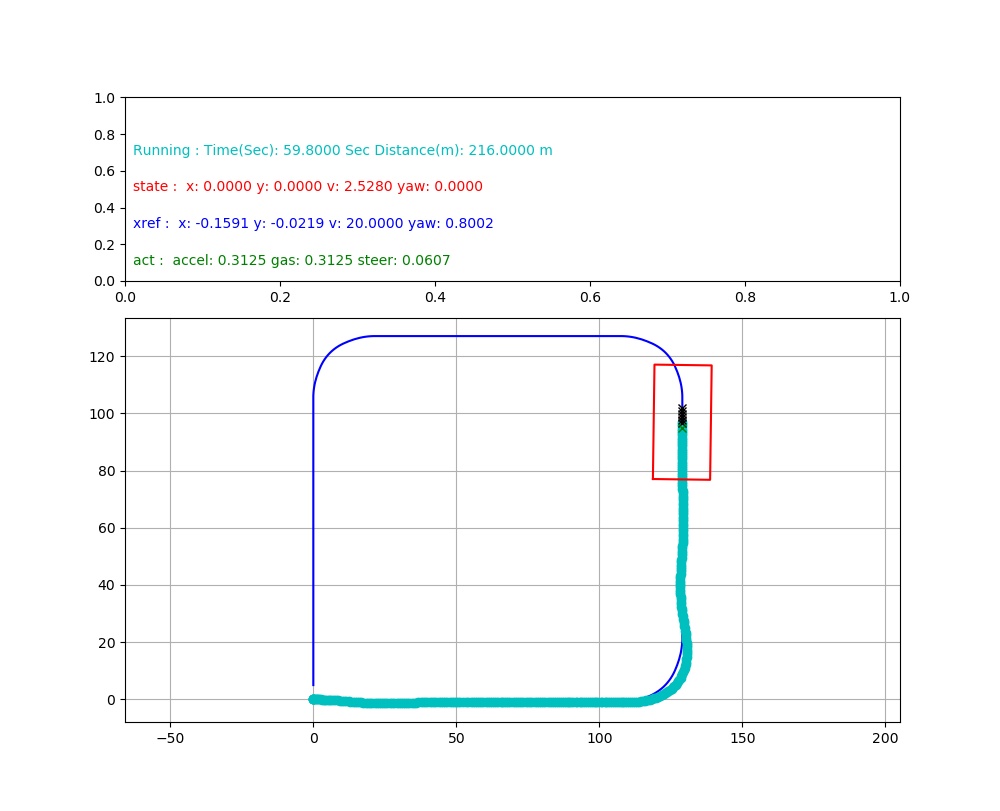 1.0
0.8
Running : Time(Sec): 59.8000 Sec Distance(m): 216.0000 m
0.6
state :  x: 0.0000 y: 0.0000 v: 2.5280 yaw: 0.0000
0.4
xref :  x: -0.1591 y: -0.0219 v: 20.0000 yaw: 0.8002
0.2
act :  accel: 0.3125 gas: 0.3125 steer: 0.0607
0.0
0.0 0.2 0.4 0.6 0.8 1.0
120
100
80
60
40
20
0
−50 0 50 100 150 200